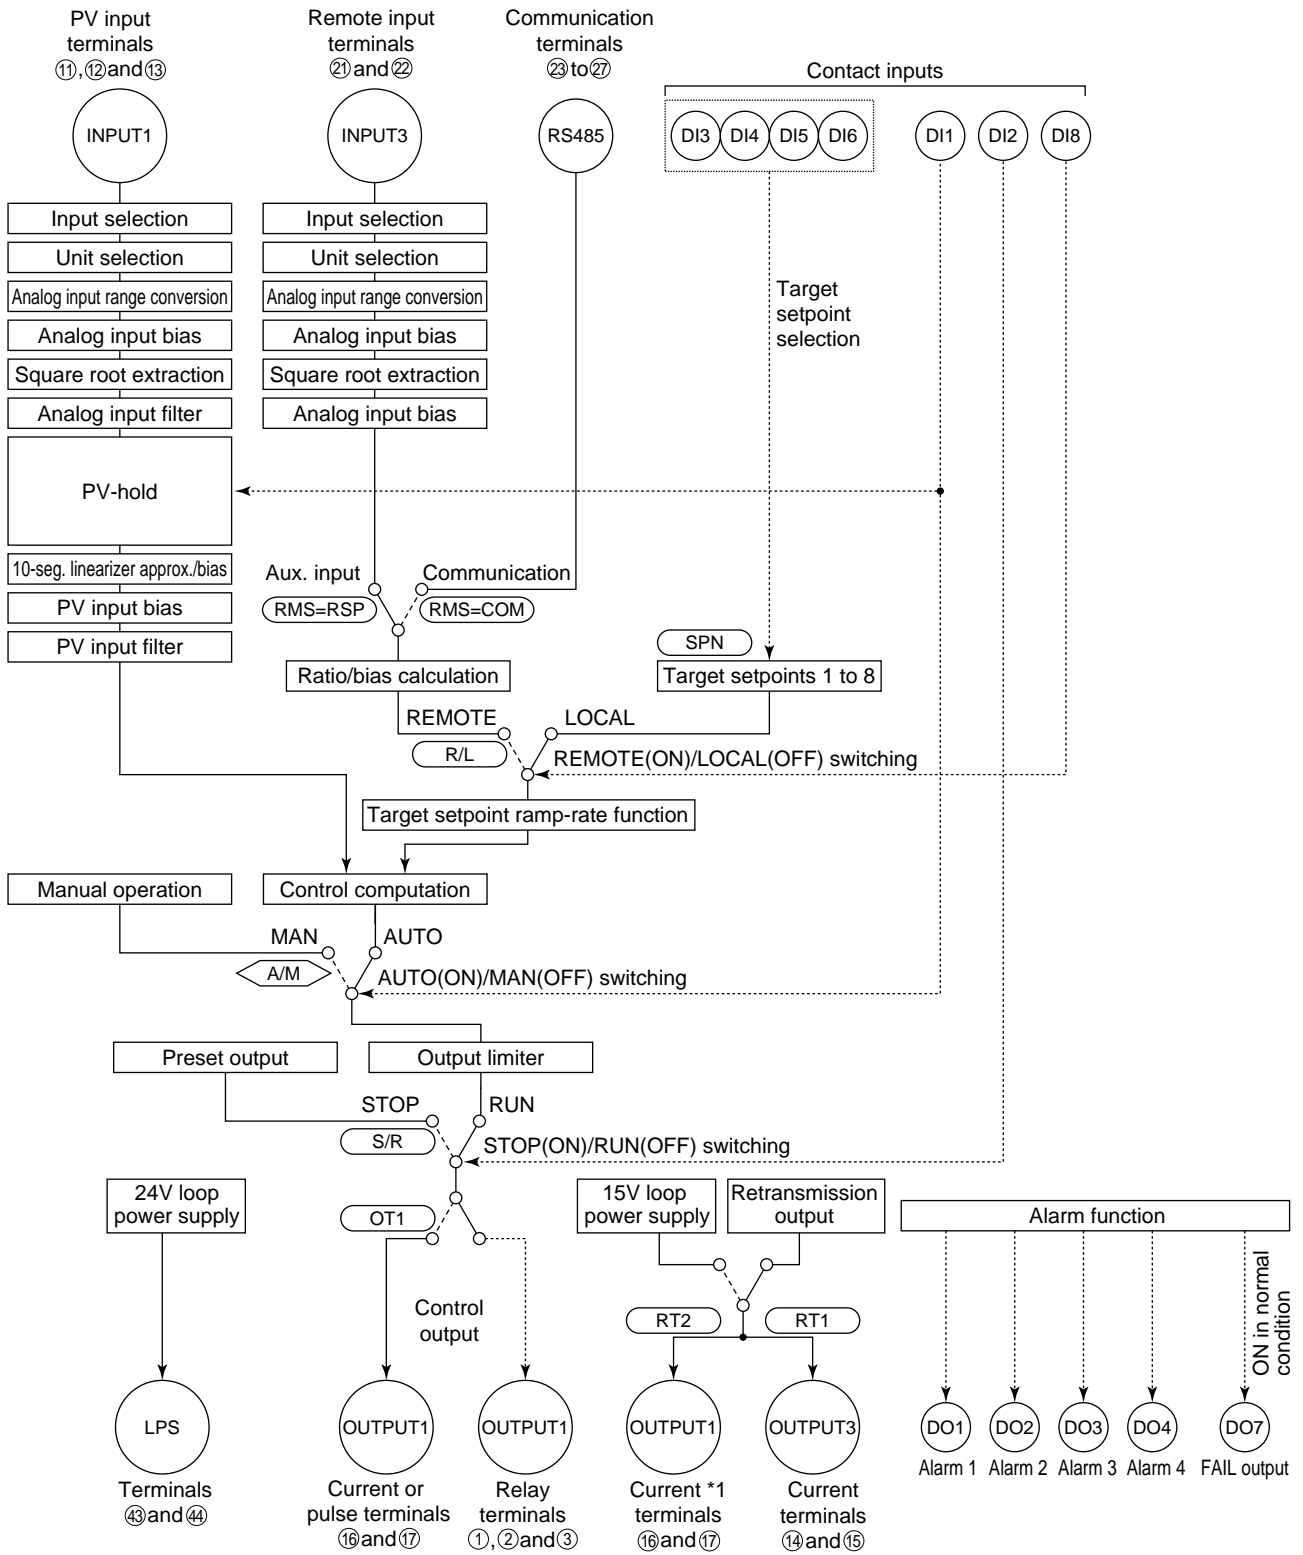 PV input
terminals
⑪,⑫and⑬
Remote input
terminals
㉑and㉒
Communication
terminals
㉓to㉗
Contact inputs
INPUT1
INPUT3
RS485
DI3
DI4
DI5
DI6
DI1
DI2
DI8
Input selection
Unit selection
Analog input range conversion
Analog input bias
Square root extraction
Analog input filter
PV-hold
10-seg. linearizer approx./bias
PV input bias
PV input filter
Input selection
Unit selection
Analog input range conversion
Analog input bias
Square root extraction
Analog input bias
Target
setpoint
selection
Aux. input
Communication
RMS=RSP
RMS=COM
SPN
Ratio/bias calculation
Target setpoints 1 to 8
REMOTE
LOCAL
R/L
REMOTE(ON)/LOCAL(OFF) switching
Target setpoint ramp-rate function
Manual operation
Control computation
MAN
AUTO
A/M
AUTO(ON)/MAN(OFF) switching
Preset output
Output limiter
STOP
RUN
S/R
STOP(ON)/RUN(OFF) switching
24V loop
power supply
OT1
15V loop
power supply
Retransmission
output
Alarm function
Control
output
RT2
RT1
ON in normal
condition
LPS
OUTPUT1
OUTPUT1
OUTPUT1
OUTPUT3
DO1
DO2
DO3
DO4
DO7
Alarm 1
Alarm 2
Alarm 3
Alarm 4
FAIL output
Terminals
㊸and㊹
Current or
pulse terminals
⑯and⑰
Relay
terminals
①,②and③
Current *1
terminals
⑯and⑰
Current
terminals
⑭and⑮